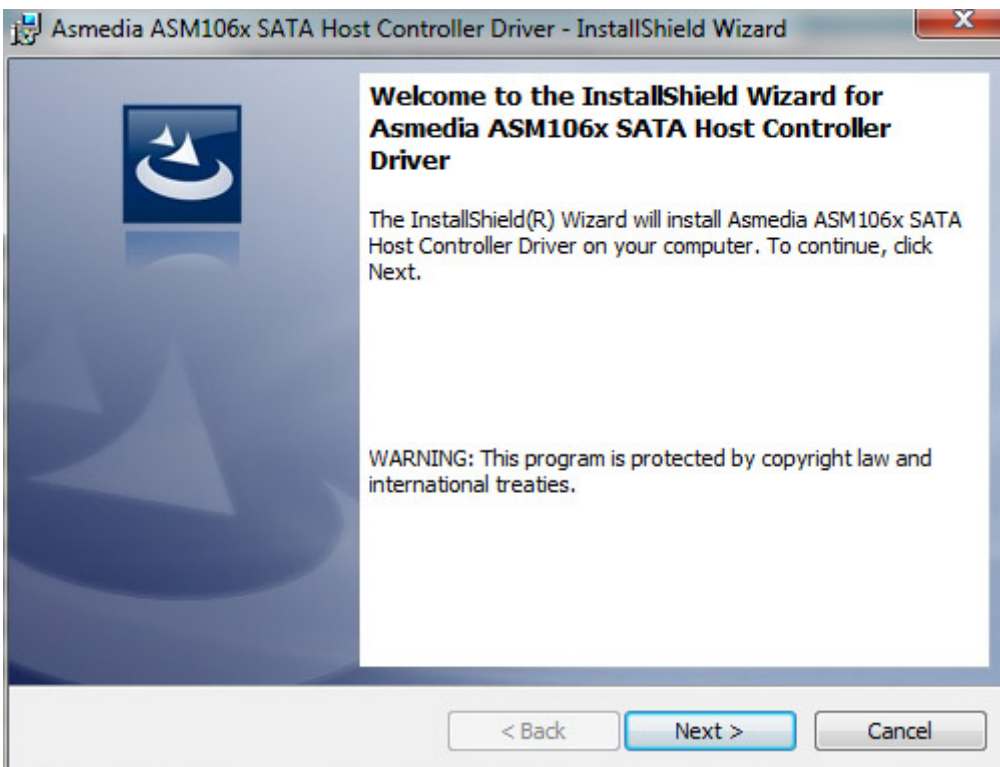 Asmedia ASM106x SATA Host Controller Driver - InstallShield Wizard
Welcome to the InstallShield Wizard for
Asmedia ASM106x SATA Host Controller
Driver
The InstallShield(R) Wizard will install Asmedia ASM106x SATA
Host Controller Driver on your computer. To continue, click
Next.
WARNING: This program is protected by copyright law and
international treaties.
< Back Next > Cancel